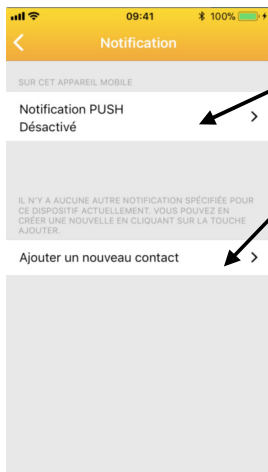 09:41
100%
Notification
SUR CET APPAREIL MOBILE
Notification PUSH
Désactivé
IL N'Y A AUCUNE AUTRE NOTIFICATION SPÉCIFIÉE POUR
CE DISPOSITIF ACTUELLEMENT. VOUS POUVEZ EN
CRÉER UNE NOUVELLE EN CLIQUANT SUR LA TOUCHE
AJOUTER.
Ajouter un nouveau contact